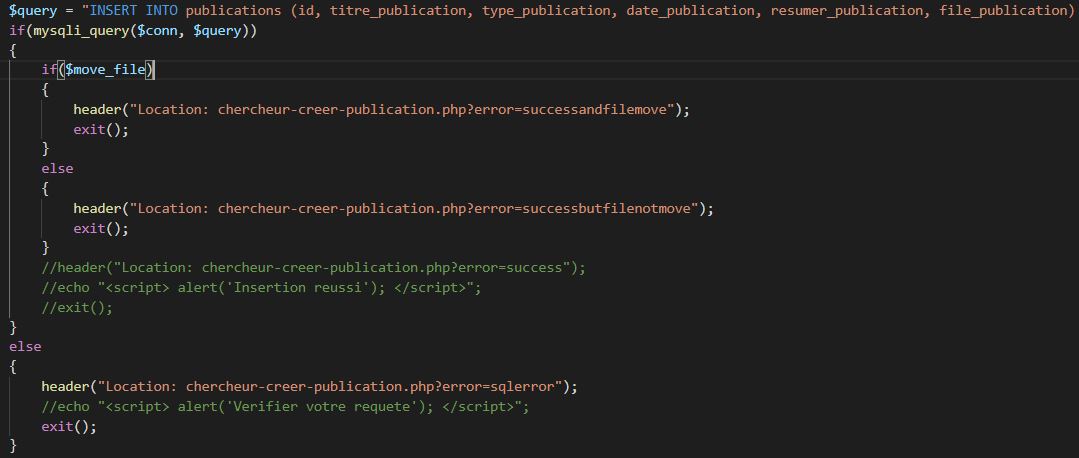 $query = "INSERT INTO publications (id, titre_publication, type_publication, date_publication, resumer_publication, file_publication)
if(mysqli_query($conn, $query))
{
    if($move_file)
    {
        header("Location: chercheur-creer-publication.php?error=successandfilemove");
        exit();
    }
    else
    {
        header("Location: chercheur-creer-publication.php?error=successbutfilenotmove");
        exit();
    }
    //header("Location: chercheur-creer-publication.php?error=success");
    //echo "<script> alert('Insertion reussi'); </script>";
    //exit();
}
else
{
    header("Location: chercheur-creer-publication.php?error=sqlerror");
    //echo "<script> alert('Verifier votre requete'); </script>";
    exit();
}